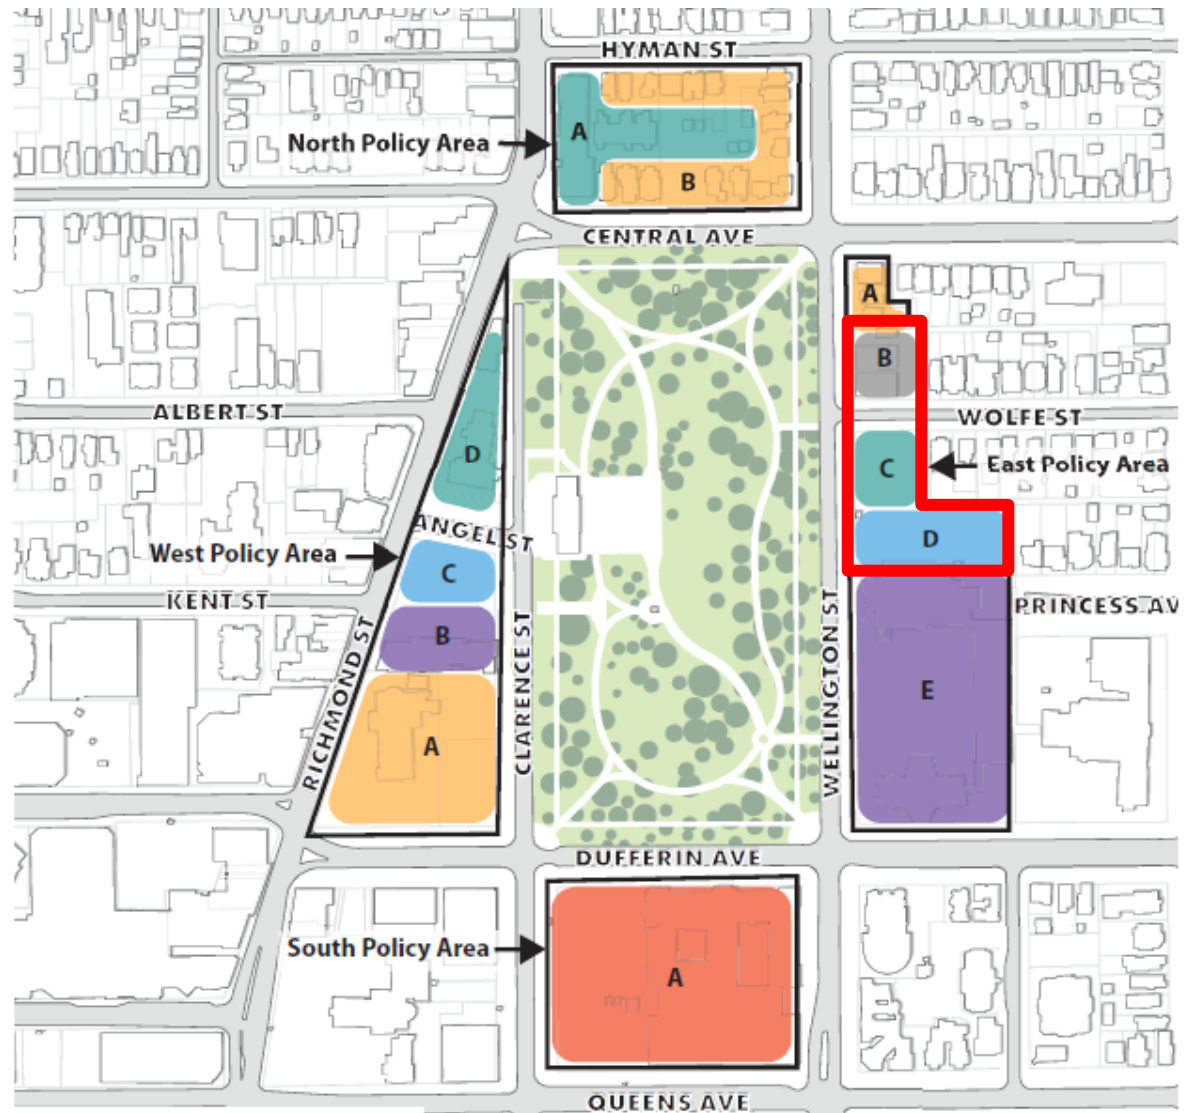 HYMAN ST
North Policy Area
A
B
CENTRAL AVE
A
B
ALBERT ST
WOLFE ST
D
C
East Policy Area
ANGEL ST
D
West Policy Area
C
KENT ST
PRINCESS AV
B
RICHMOND ST
CLARENCE ST
WELLINGTON ST
E
A
DUFFERIN AVE
South Policy Area
A
QUEENS AVE